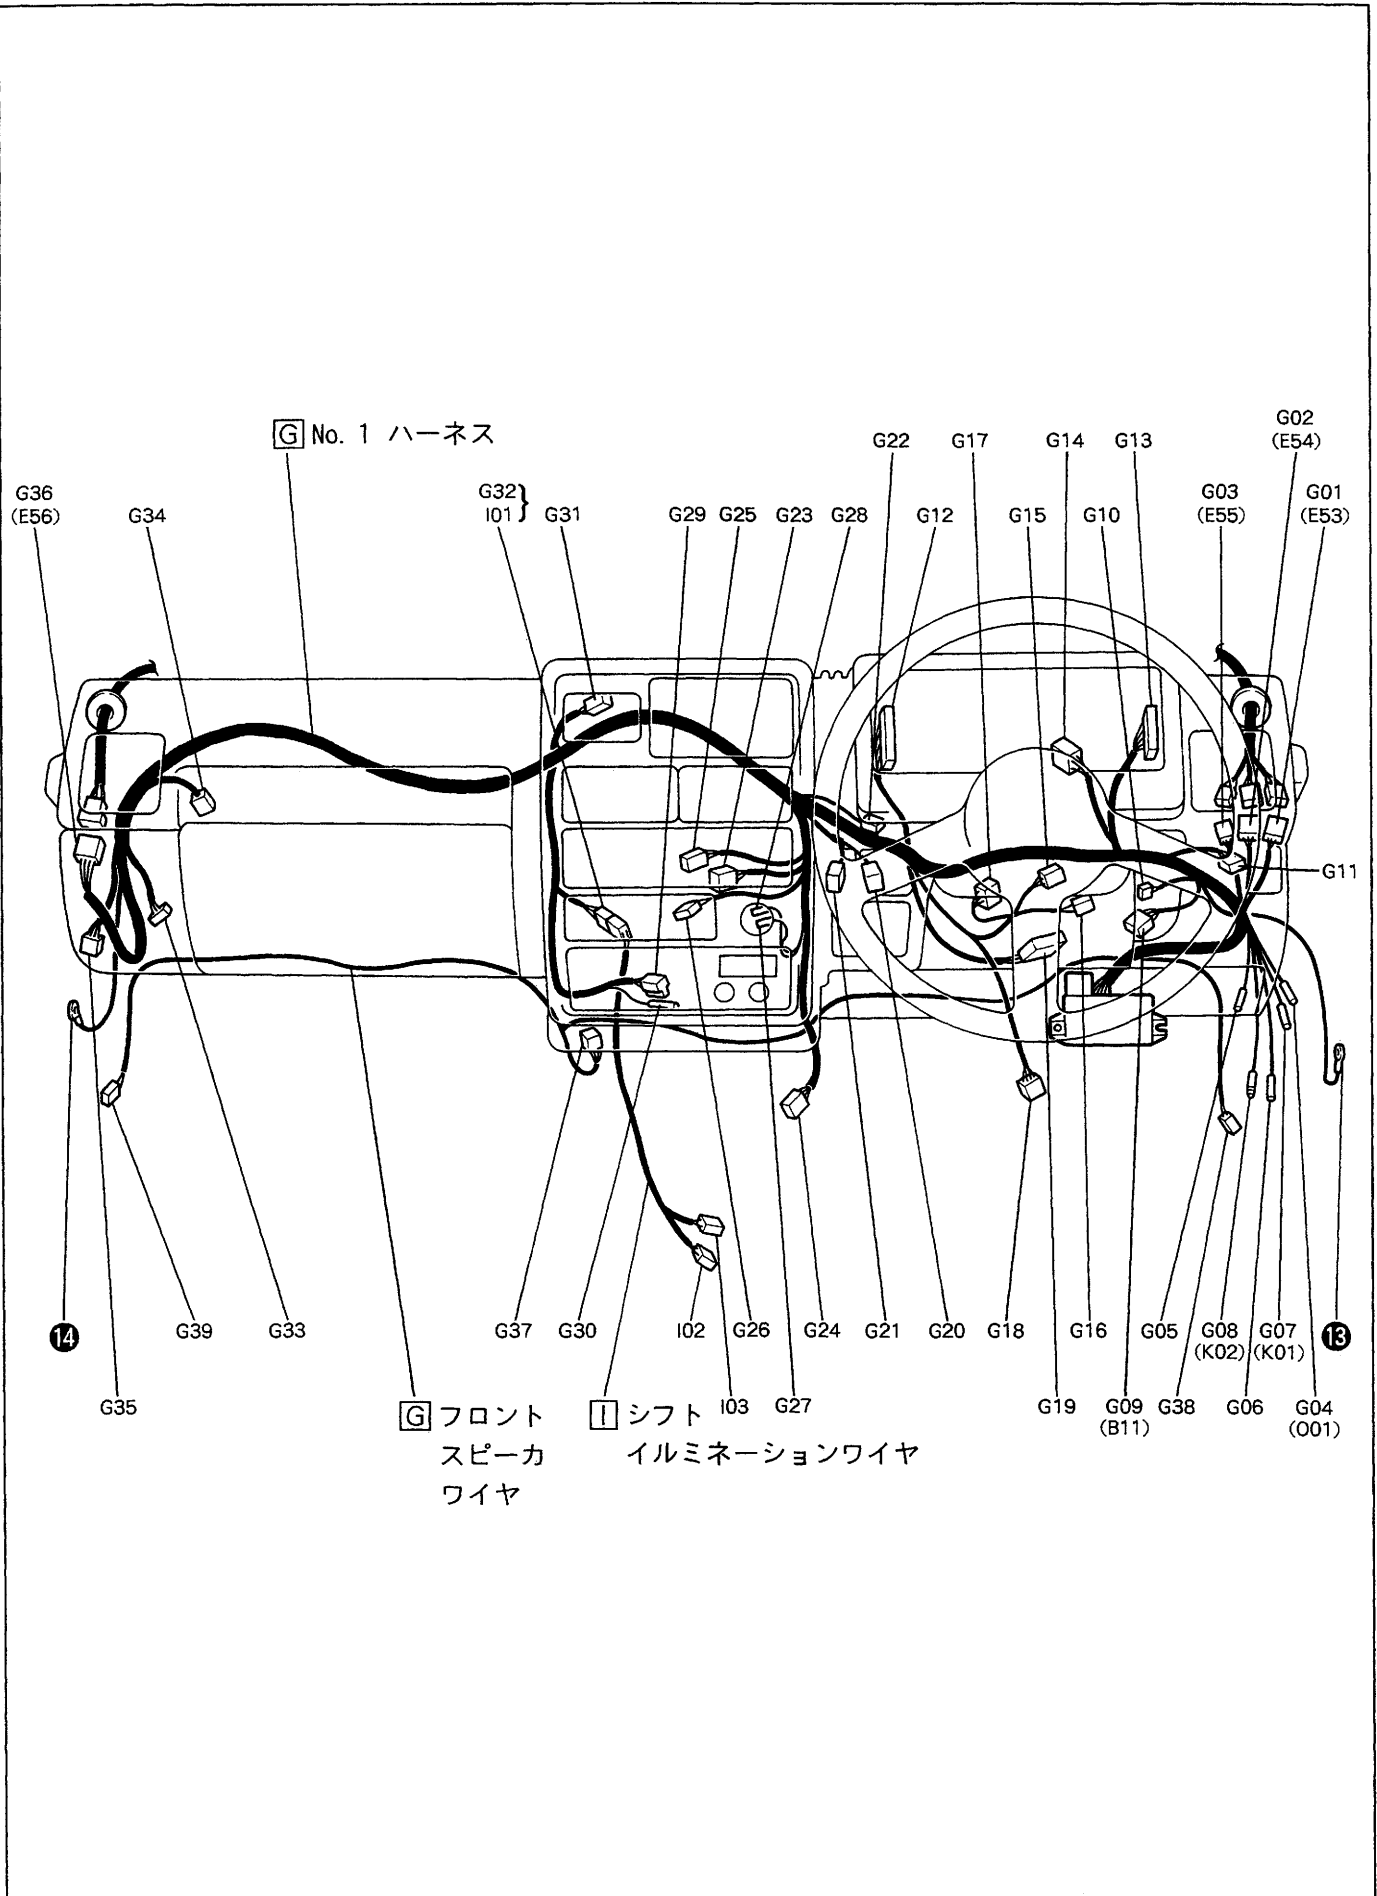 G No. 1 ハーネス
G02
(E54)
G22 G17 G14 G13
G36
(E56)
G34
G32
I01
}
G31 G29 G25 G23 G28 G12 G15 G10
G03
(E55)
G01
(E53)
G11
14 G39 G33 G37 G30 I02 G26 G24 G21 G20 G18 G16 G05
G08
(K02)
G07
(K01)
13
G35
G フロント
スピーカ
ワイヤ
I シフト
イルミネーションワイヤ
I03 G27 G19
G09
(B11)
G38 G06
G04
(O01)